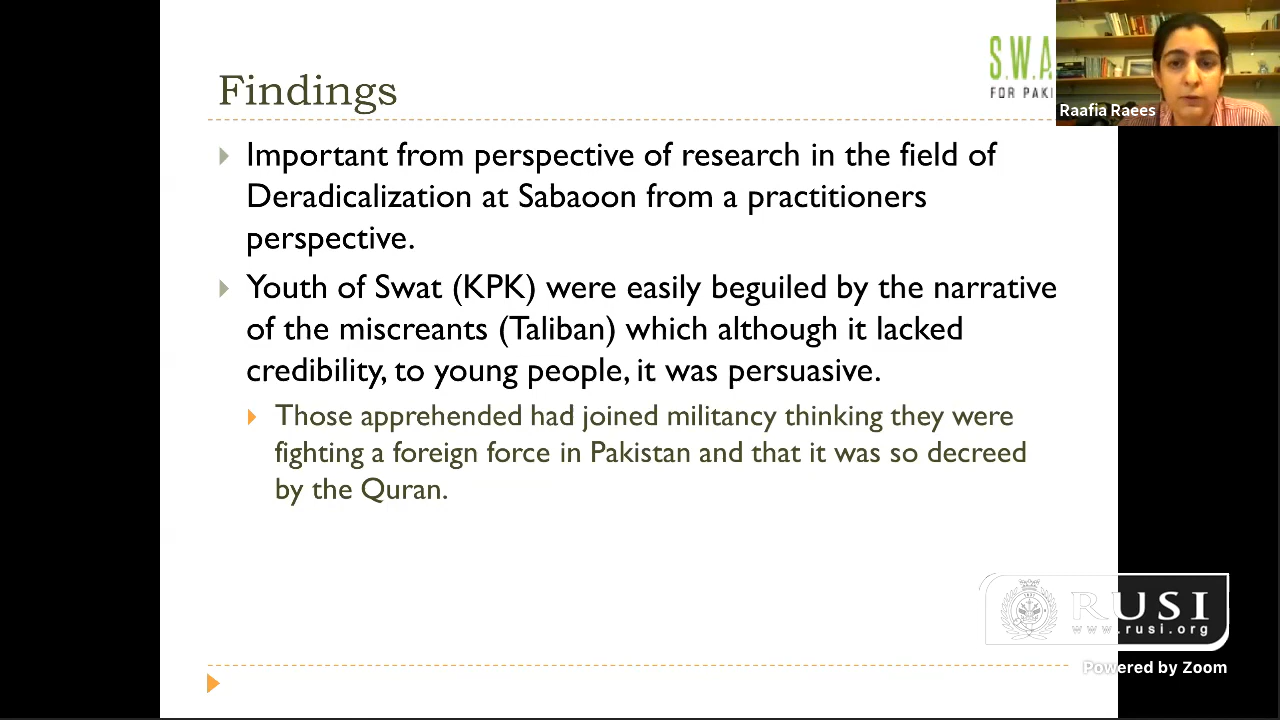 Findings
S.W.A
FOR PAKI
Raafia Raees
Important from perspective of research in the field of
Deradicalization at Sabaoon from a practitioners
perspective.
Youth of Swat (KPK) were easily beguiled by the narrative
of the miscreants (Taliban) which although it lacked
credibility, to young people, it was persuasive.
Those apprehended had joined militancy thinking they were
fighting a foreign force in Pakistan and that it was so decreed
by the Quran.
RUSI
www.rusi.org
Powered by Zoom